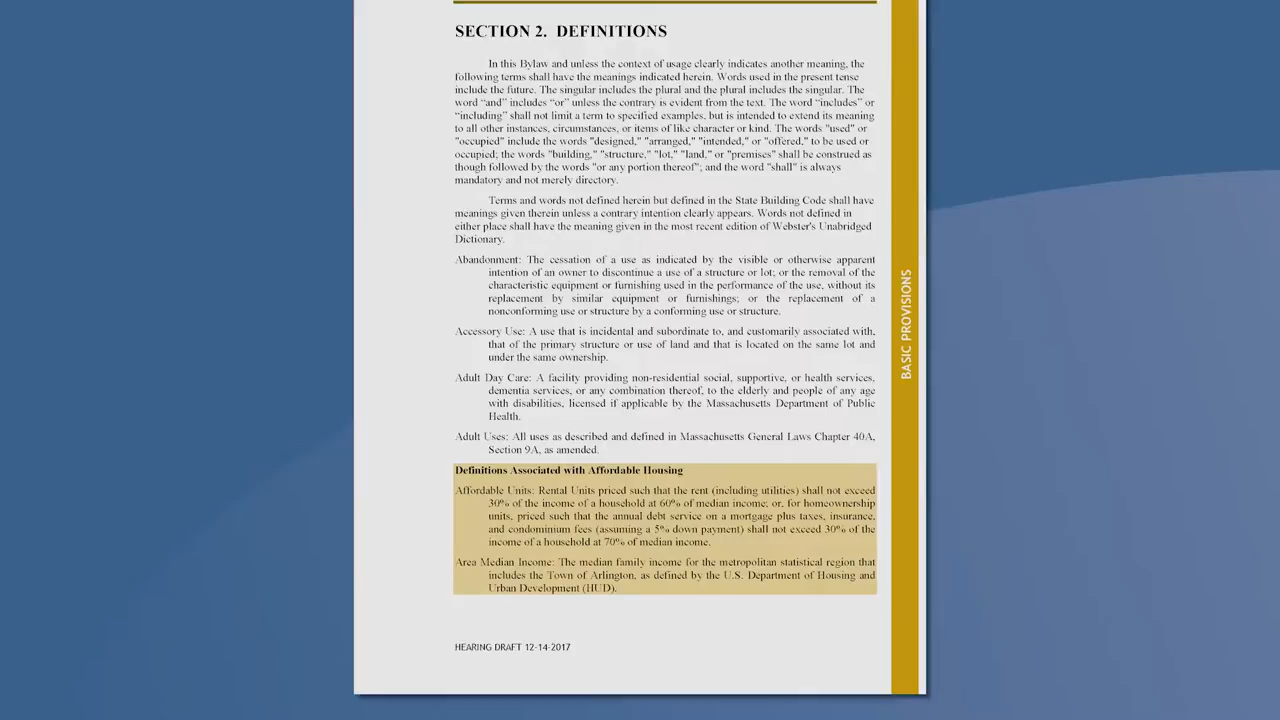 SECTION 2. DEFINITIONS
In this Bylaw and unless the context of usage clearly indicates another meaning, the
following terms shall have the meanings indicated herein. Words used in the present tense
include the future. The singular includes the plural and the plural includes the singular. The
word “and” includes “or” unless the contrary is evident from the text. The word “includes” or
“including” shall not limit a term to specified examples, but is intended to extend its meaning
to all other instances, circumstances, or items of like character or kind. The words "used" or
"occupied" include the words "designed," "arranged," "intended," or "offered," to be used or
occupied; the words "building," "structure," "lot," "land," or "premises" shall be construed as
though followed by the words "or any portion thereof"; and the word "shall" is always
mandatory and not merely directory.
Terms and words not defined herein but defined in the State Building Code shall have
meanings given therein unless a contrary intention clearly appears. Words not defined in
either place shall have the meaning given in the most recent edition of Webster's Unabridged
Dictionary.
Abandonment: The cessation of a use as indicated by the visible or otherwise apparent
intention of an owner to discontinue a use of a structure or lot; or the removal of the
characteristic equipment or furnishing used in the performance of the use, without its
replacement by similar equipment or furnishings; or the replacement of a
nonconforming use or structure by a conforming use or structure.
Accessory Use: A use that is incidental and subordinate to, and customarily associated with,
that of the primary structure or use of land and that is located on the same lot and
under the same ownership.
Adult Day Care: A facility providing non-residential social, supportive, or health services,
dementia services, or any combination thereof, to the elderly and people of any age
with disabilities, licensed if applicable by the Massachusetts Department of Public
Health.
Adult Uses: All uses as described and defined in Massachusetts General Laws Chapter 40A,
Section 9A, as amended.
Definitions Associated with Affordable Housing
Affordable Units: Rental Units priced such that the rent (including utilities) shall not exceed
30% of the income of a household at 60% of median income; or, for homeownership
units, priced such that the annual debt service on a mortgage plus taxes, insurance,
and condominium fees (assuming a 5% down payment) shall not exceed 30% of the
income of a household at 70% of median income.
Area Median Income: The median family income for the metropolitan statistical region that
includes the Town of Arlington, as defined by the U.S. Department of Housing and
Urban Development (HUD).
HEARING DRAFT 12-14-2017
BASIC PROVISIONS